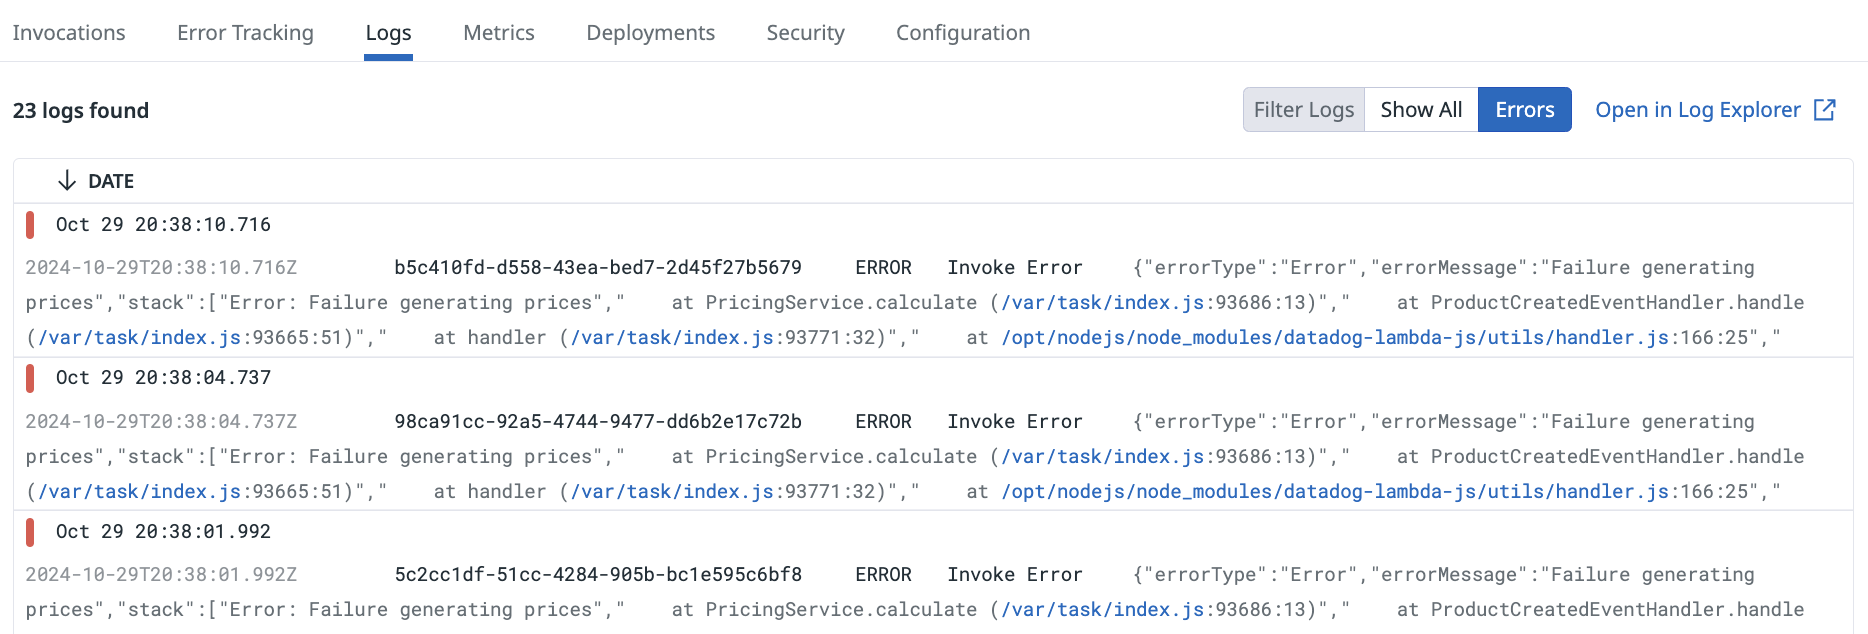 Invocations Error Tracking Logs Metrics Deployments Security Configuration
23 logs found Filter Logs Show All Errors Open in Log Explorer
DATE
Oct 29 20:38:10.716
2024-10-29T20:38:10.716Z b5c410fd-d558-43ea-bed7-2d45f27b5679 ERROR Invoke Error {"errorType":"Error","errorMessage":"Failure generating
prices","stack":["Error: Failure generating prices"," at PricingService.calculate (/var/task/index.js:93686:13)"," at ProductCreatedEventHandler.handle
(/var/task/index.js:93665:51)"," at handler (/var/task/index.js:93771:32)"," at /opt/nodejs/node_modules/datadog-lambda-js/utils/handler.js:166:25","
Oct 29 20:38:04.737
2024-10-29T20:38:04.737Z 98ca91cc-92a5-4744-9477-dd6b2e17c72b ERROR Invoke Error {"errorType":"Error","errorMessage":"Failure generating
prices","stack":["Error: Failure generating prices"," at PricingService.calculate (/var/task/index.js:93686:13)"," at ProductCreatedEventHandler.handle
(/var/task/index.js:93665:51)"," at handler (/var/task/index.js:93771:32)"," at /opt/nodejs/node_modules/datadog-lambda-js/utils/handler.js:166:25","
Oct 29 20:38:01.992
2024-10-29T20:38:01.992Z 5c2cc1df-51cc-4284-905b-bc1e595c6bf8 ERROR Invoke Error {"errorType":"Error","errorMessage":"Failure generating
prices","stack":["Error: Failure generating prices"," at PricingService.calculate (/var/task/index.js:93686:13)"," at ProductCreatedEventHandler.handle